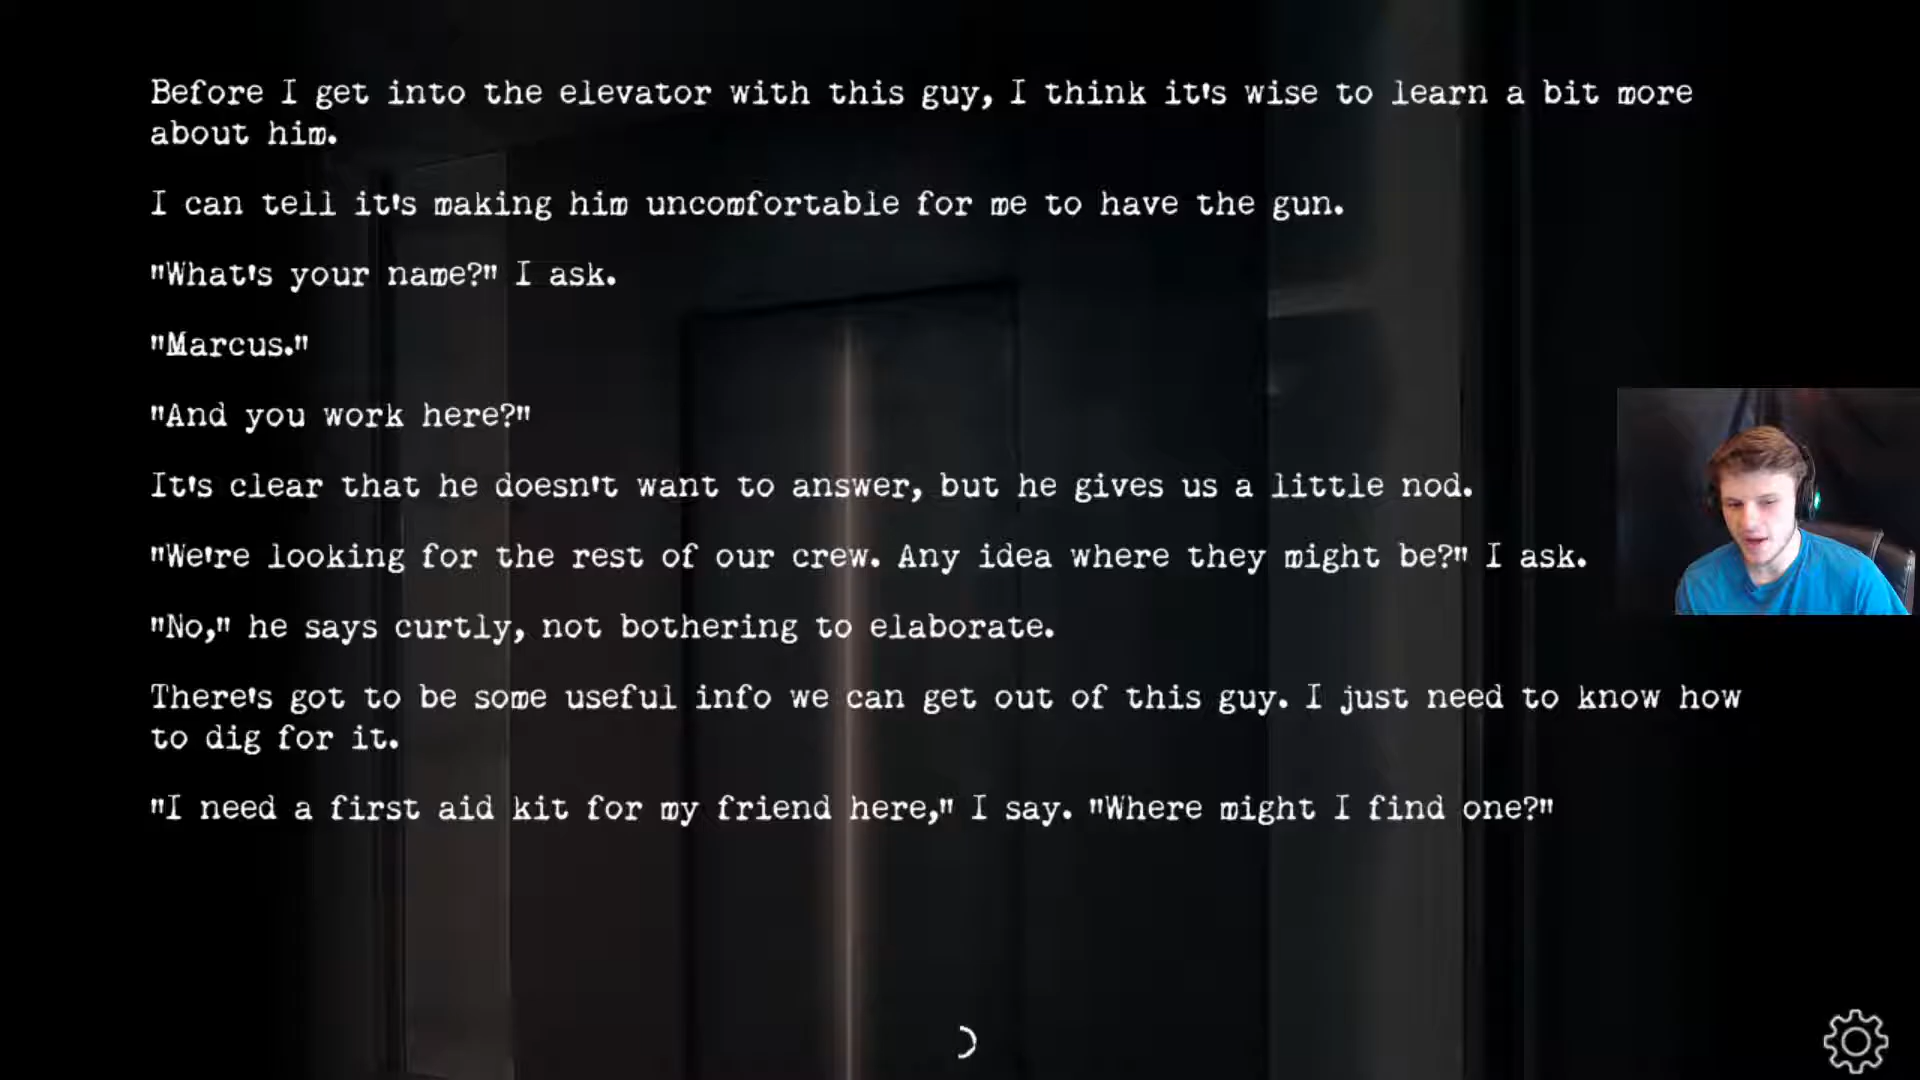 Before I get into the elevator with this guy, I think it's wise to learn a bit more
about him.
I can tell it's making him uncomfortable for me to have the gun.
"What's your name?" I ask.
"Marcus."
"And you work here?"
It's clear that he doesn't want to answer, but he gives us a little nod.
"We're looking for the rest of our crew. Any idea where they might be?" I ask.
"No," he says curtly, not bothering to elaborate.
There's got to be some useful info we can get out of this guy. I just need to know how
to dig for it.
"I need a first aid kit for my friend here," I say. "Where might I find one?"